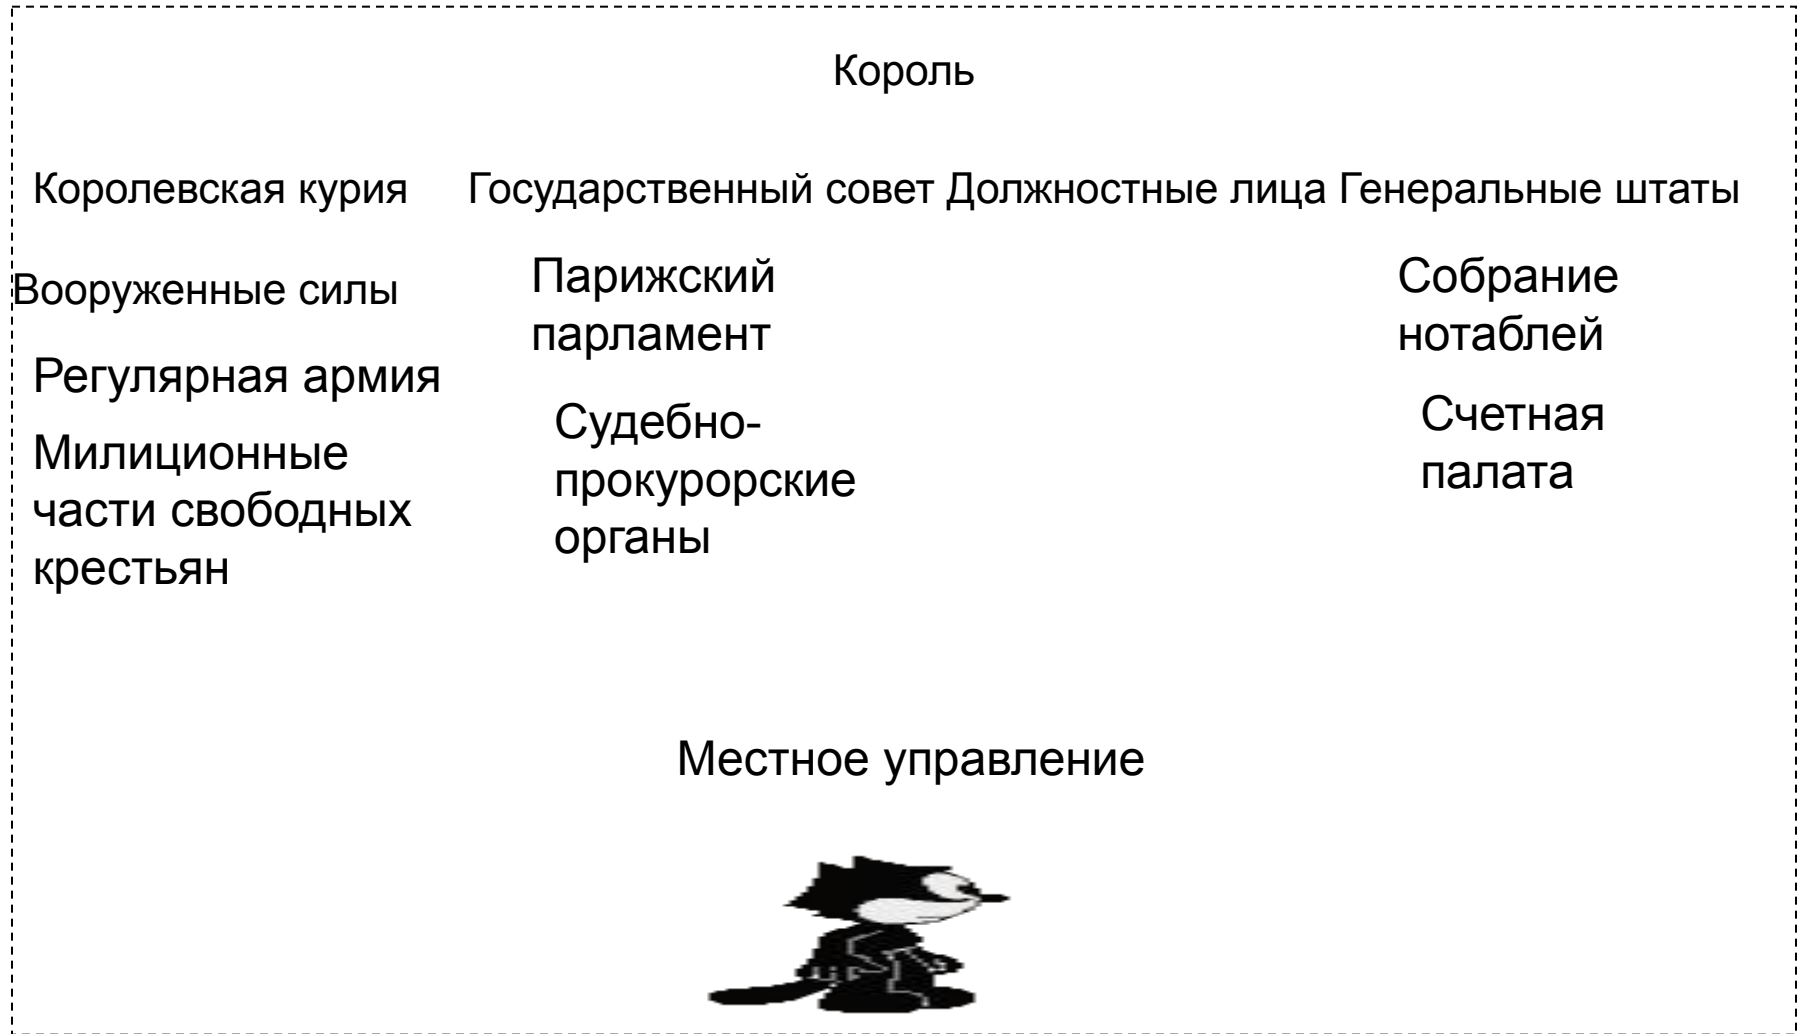 Король
Королевская курия
Государственный совет
Должностные лица
Генеральные штаты
Вооруженные силы
Регулярная армия
Милиционные
части свободных
крестьян
Парижский
парламент
Судебно-
прокурорские
органы
Собрание
нотаблей
Счетная
палата
Местное управление